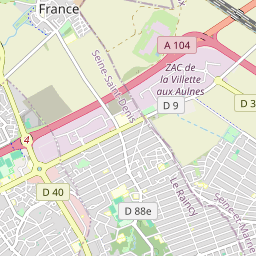 France
A 104
Seine-Saint-Denis
ZAC de
la Villette
aux Aulnes
D 9
D 3
4
D 40
Le Raincy
D 88e
Seine-et-Marne